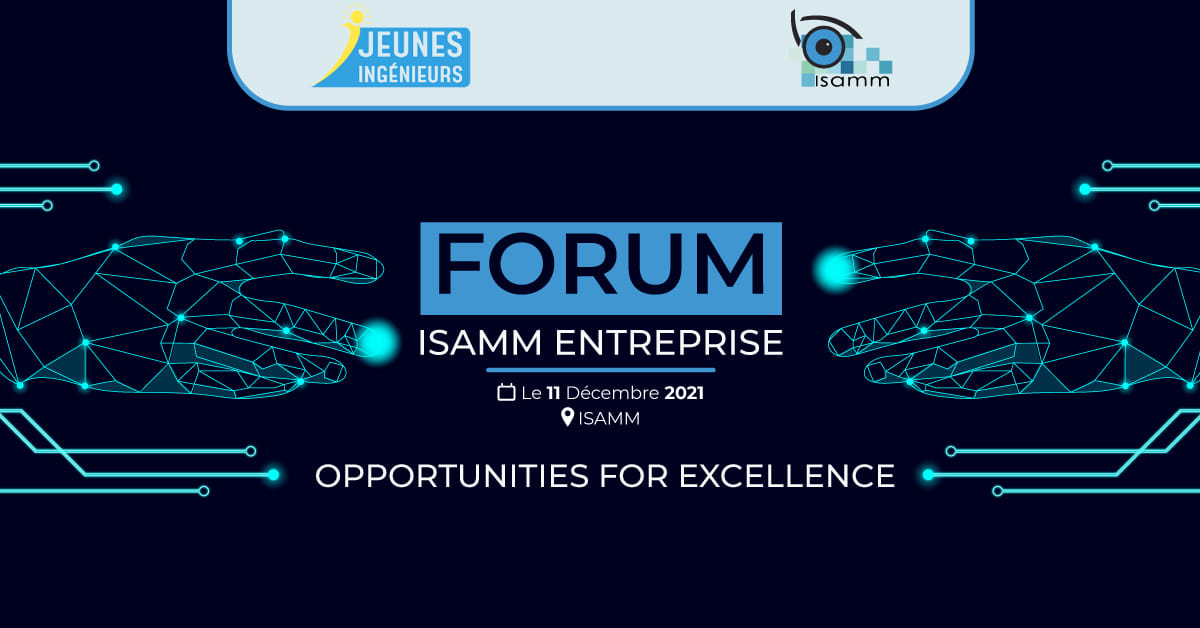 JEUNES
INGÉNIEURS
isamm
FORUM
ISAMM ENTREPRISE
Le 11 Décembre 2021
ISAMM
OPPORTUNITIES FOR EXCELLENCE